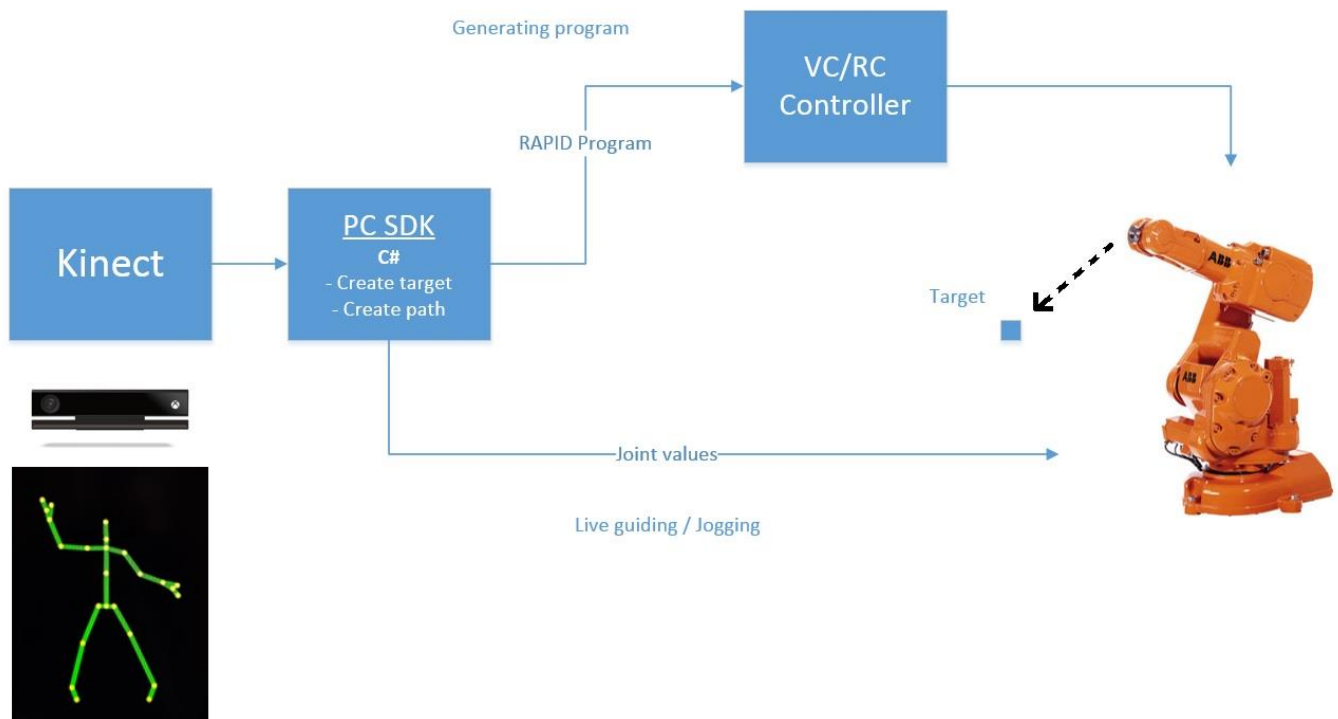 Generating program
VC/RC
Controller
RAPID Program
Kinect
PC SDK
C#
- Create target
- Create path
Target
ABB
ABB
Joint values
Live guiding / Jogging